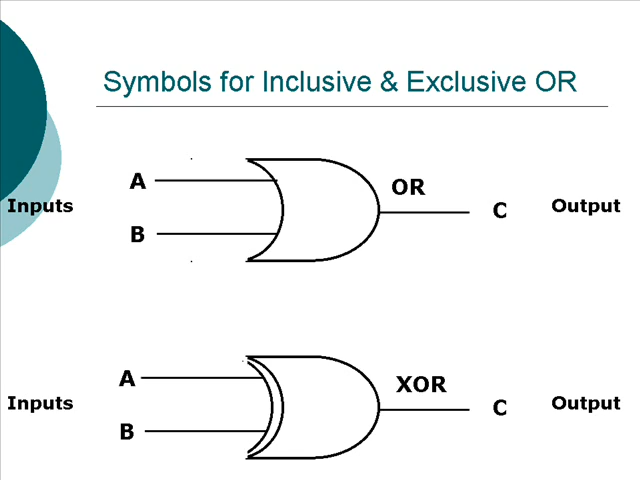 Symbols for Inclusive & Exclusive OR
A
OR
Inputs
C
Output
B
A
XOR
Inputs
C
Output
B